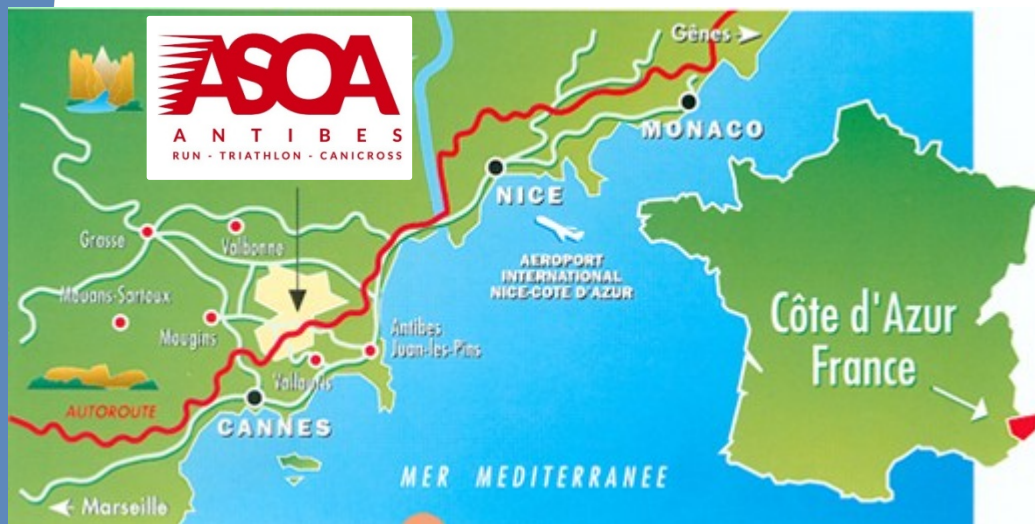 ASOA
ANTIBES
RUN - TRIATHLON - CANICROSS
Gênes
MONACO
NICE
AEROPORT
INTERNATIONAL
NICE-COTE D'AZUR
Grasse
Valbonne
Mouans-Sartoux
Mougins
Antibes
Juan-les-Pins
Vallauris
AUTOROUTE
CANNES
Marseille
MER MEDITERRANEE
Côte d'Azur
France